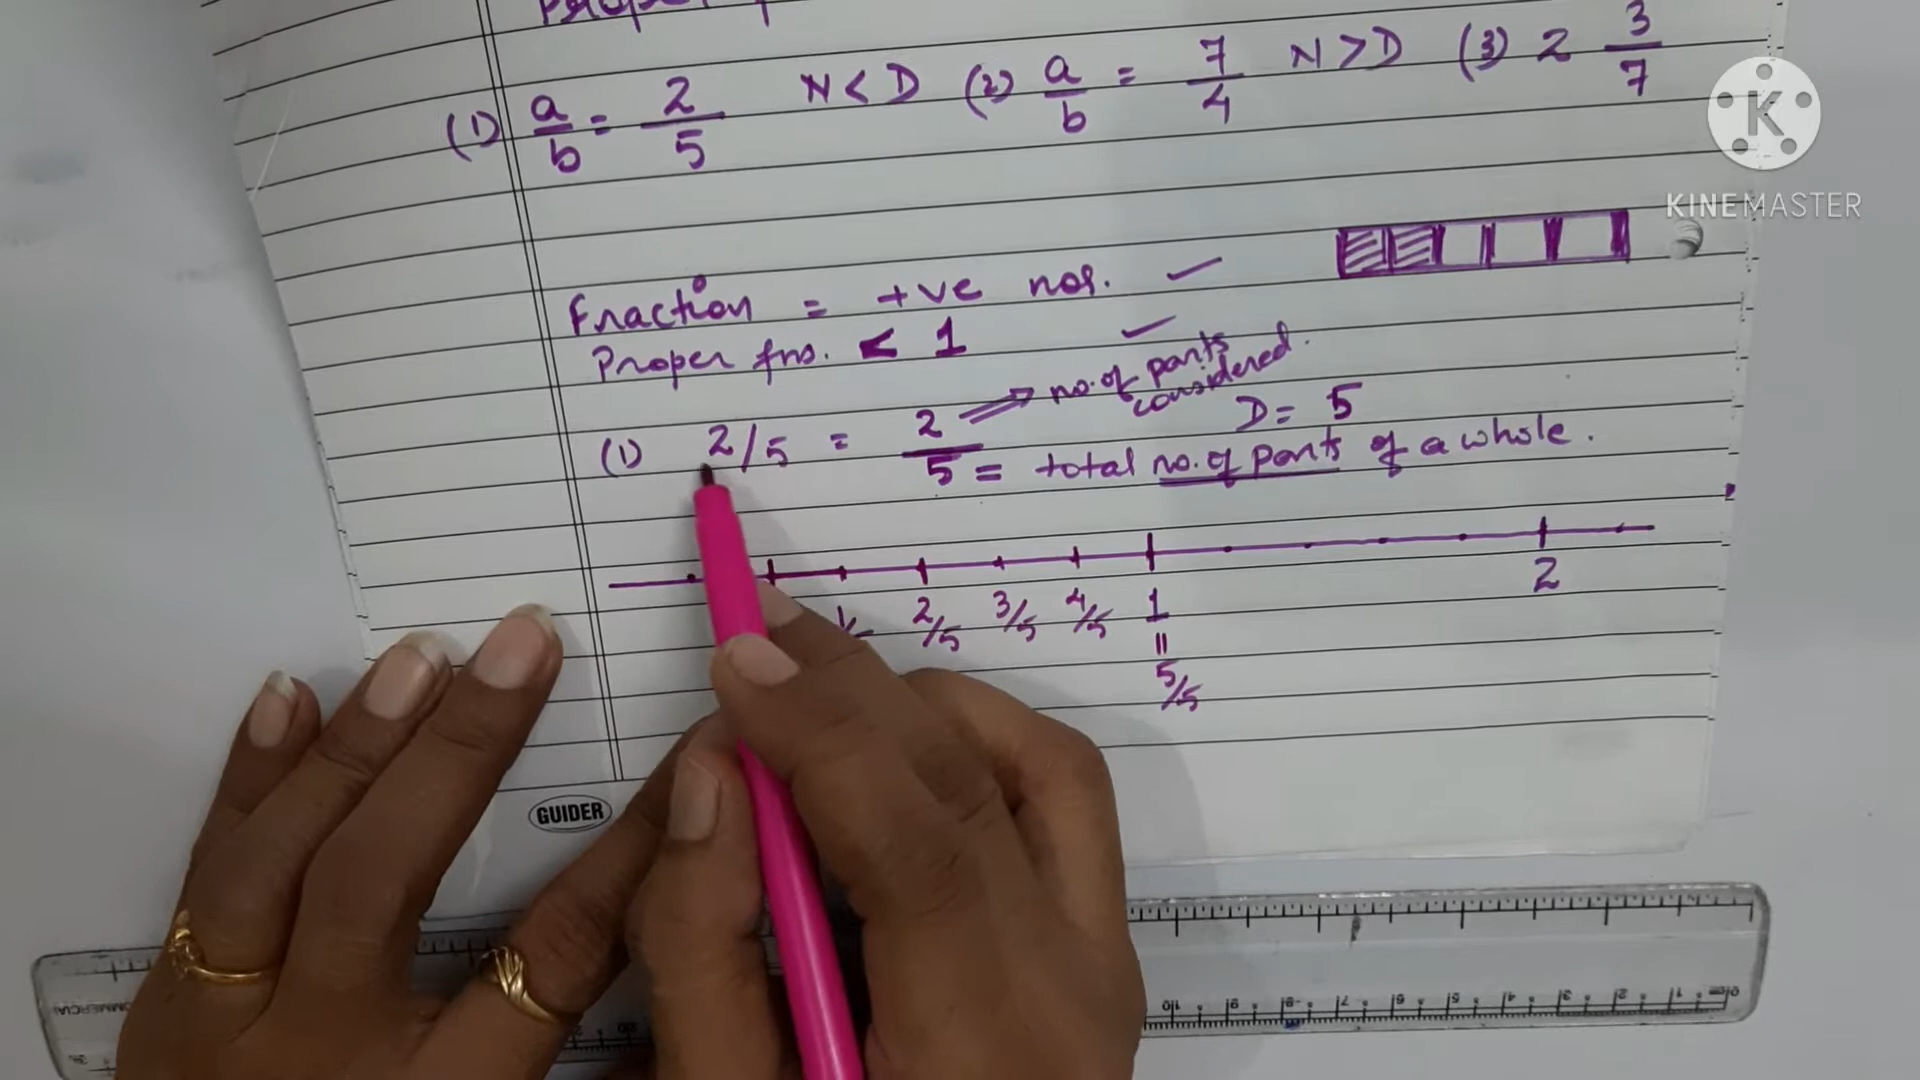 (1) a/b = 2/5 N < D (2) a/b = 7/4 N > D (3) 2 3/7
KINEMASTER
Fraction = +ve nos.
Proper fns. < 1
(1) 2/5 = 2/5 ⇒ no. of parts considered.
D = 5
= total no. of parts of a whole.
2/5 3/5 4/5 1 2
=
5/5
GUIDER